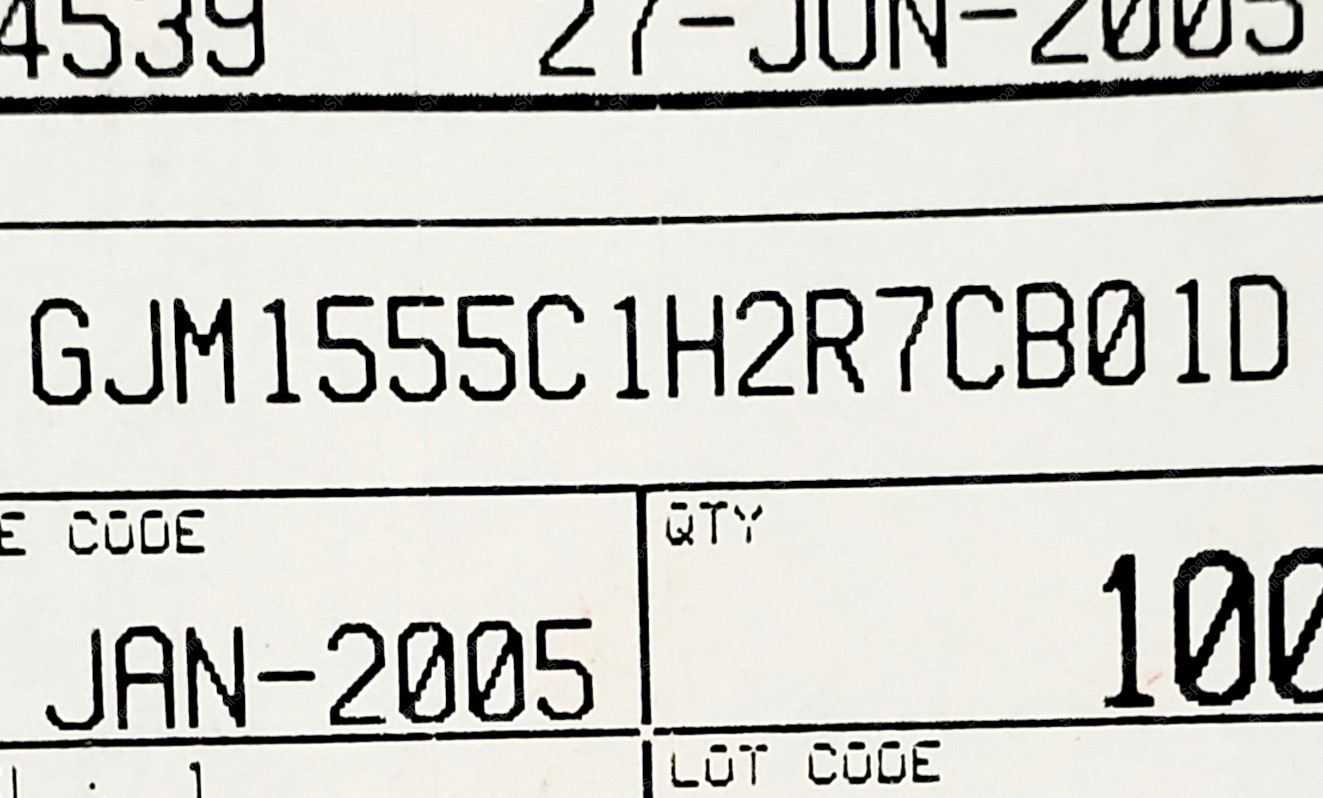 4539 27-JUN-2005
GJM1555C1H2R7CB01D
E CODE QTY
100
JAN-2005
LOT CODE